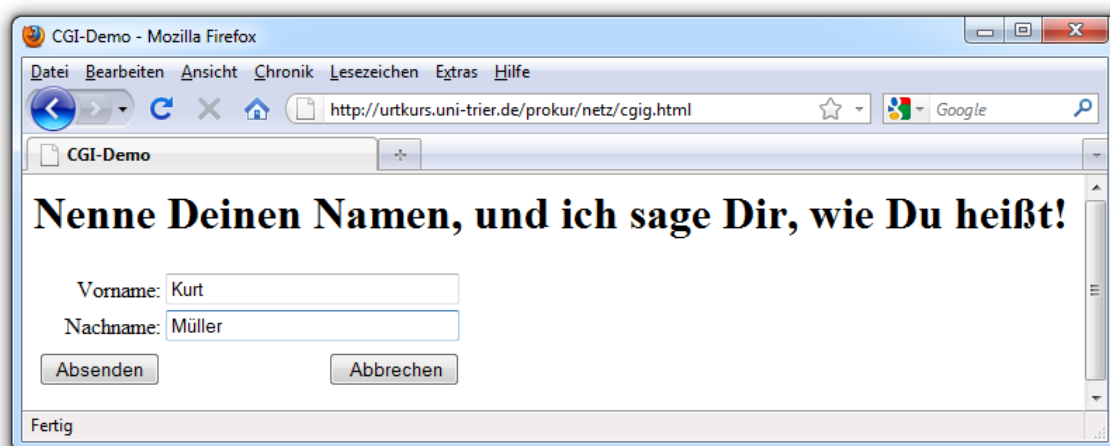 CGI-Demo - Mozilla Firefox
Datei Bearbeiten Ansicht Chronik Lesezeichen Extras Hilfe
http://urtkurs.uni-trier.de/prokur/netz/cgig.html Google
CGI-Demo
Nenne Deinen Namen, und ich sage Dir, wie Du heißt!
Vorname: Kurt
Nachname: Müller
Absenden Abbrechen
Fertig